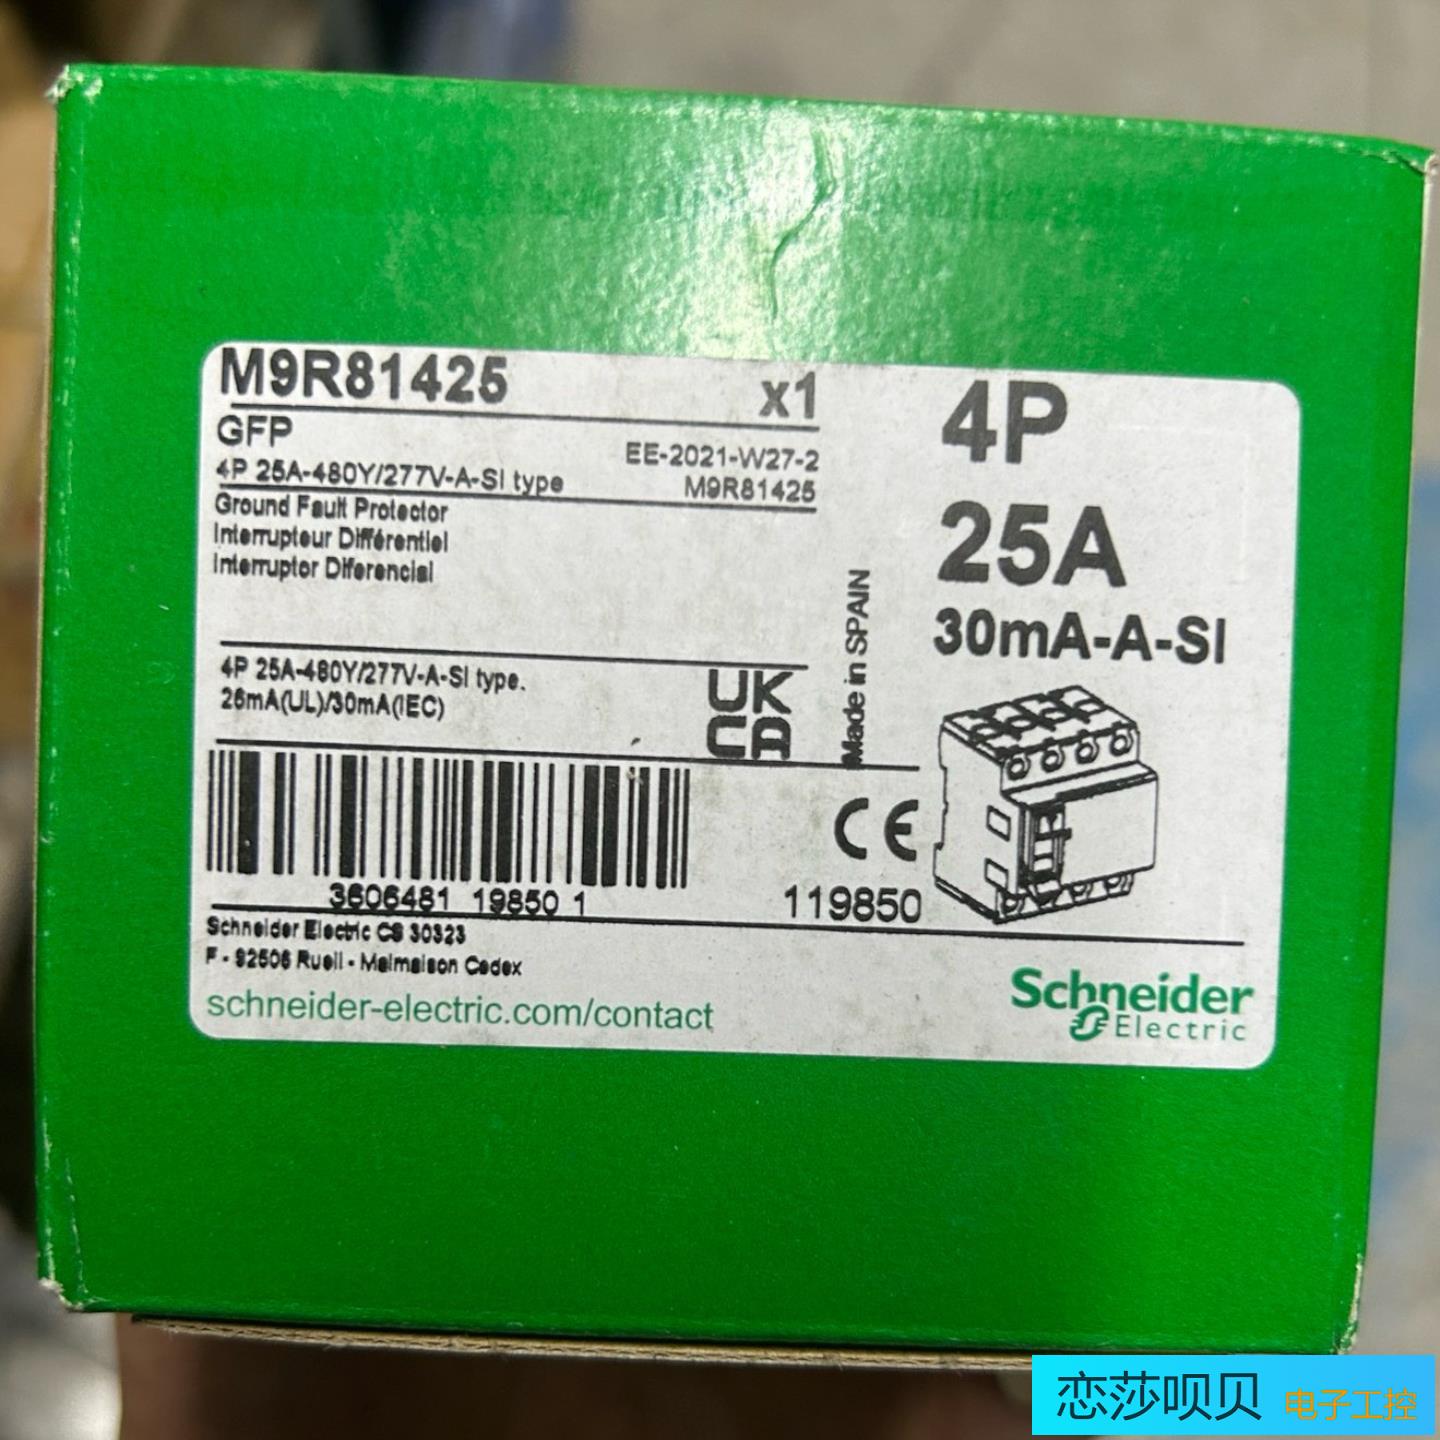 M9R81425
x1
GFP
EE-2021-W27-2
4P 25A-480Y/277V-A-SI type
M9R81425
Ground Fault Protector
Interrupteur Différentiel
Interruptor Diferencial
4P 25A-480Y/277V-A-SI type.
26mA(UL)/30mA(IEC)
UK
CA
Made in SPAIN
CE
3606481 19850 1
119850
4P
25A
30mA-A-SI
Schneider Electric CS 30323
F - 92506 Rueil - Malmaison Cedex
schneider-electric.com/contact
Schneider
Electric
恋莎呗贝 电子工控